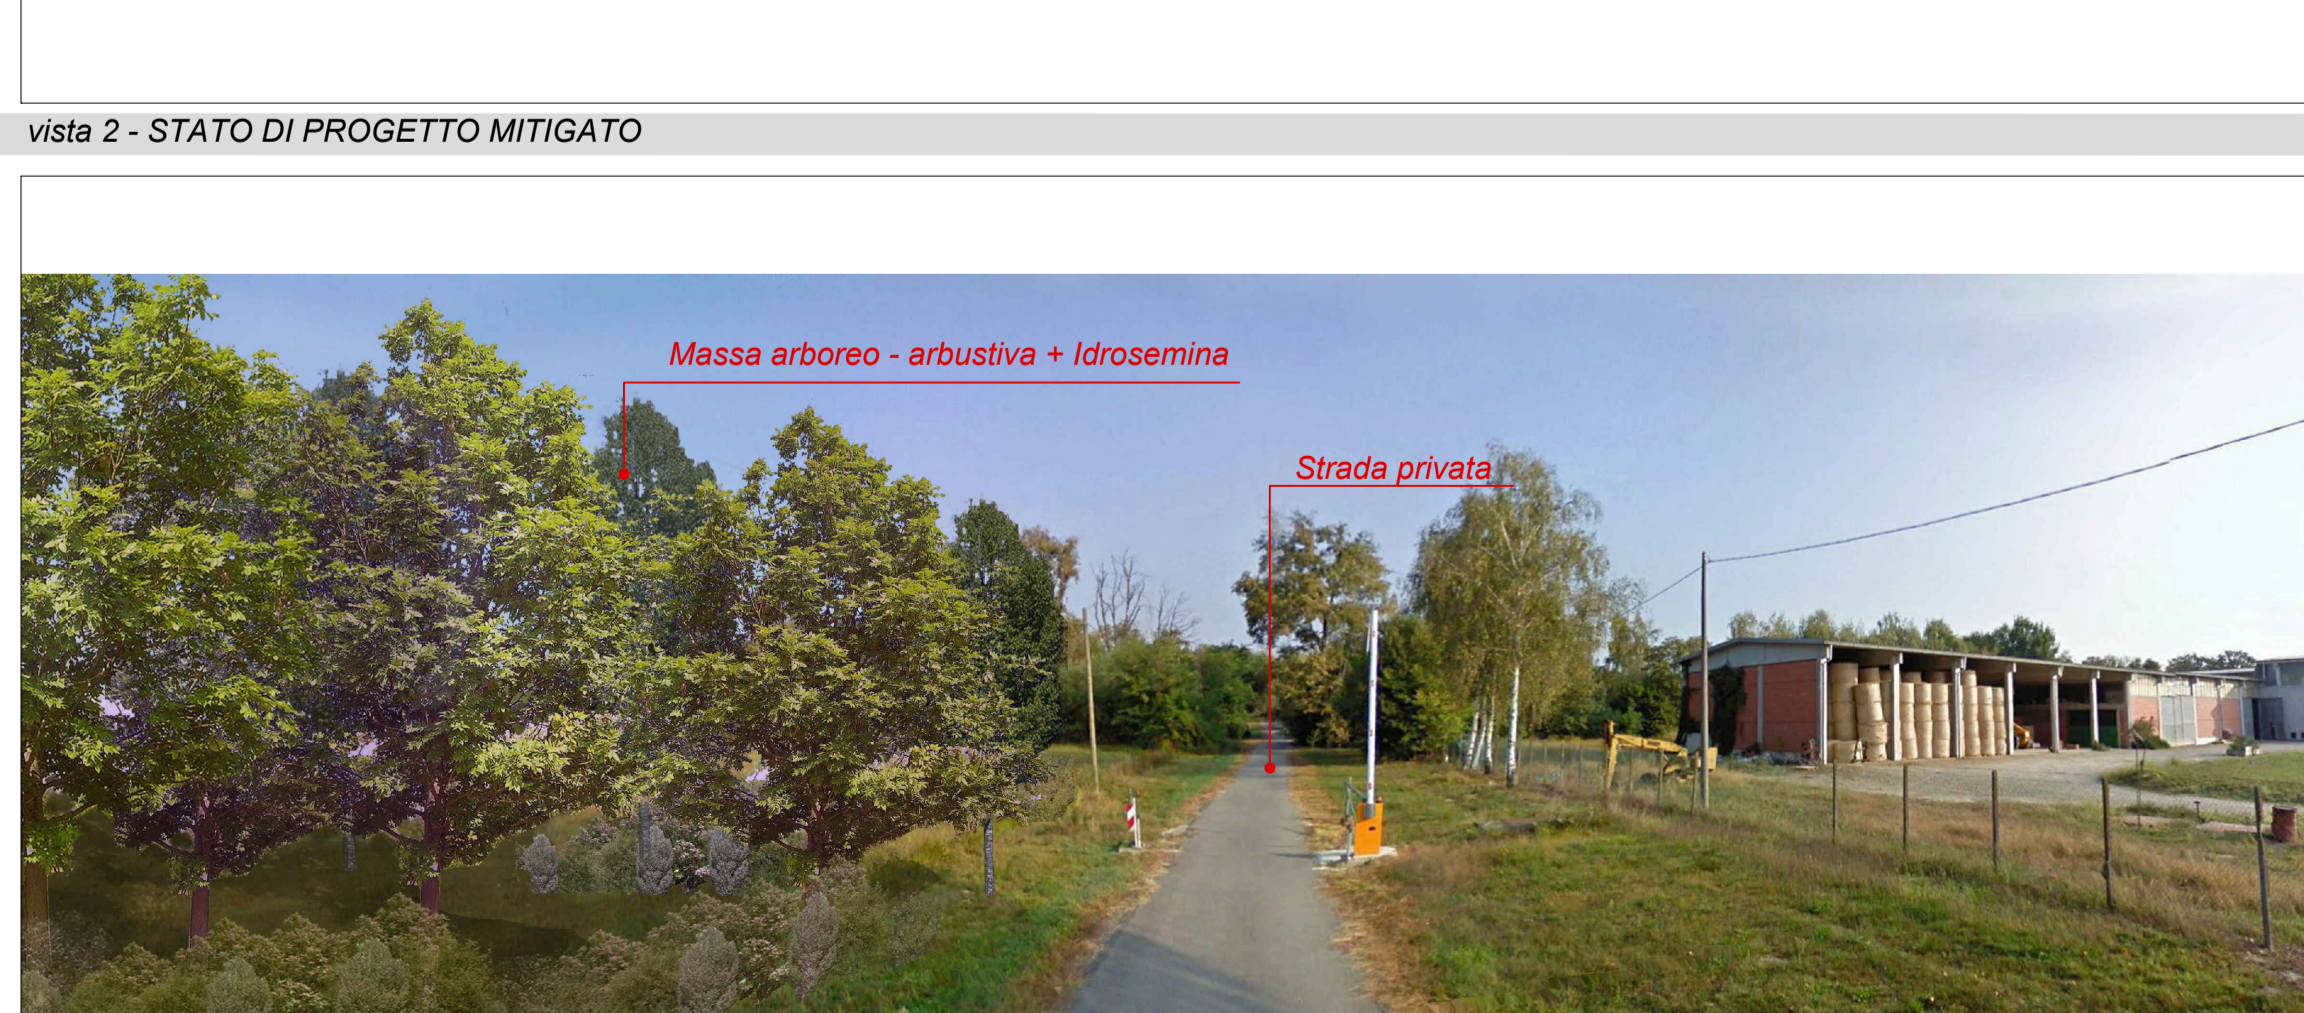 vista 2 - STATO DI PROGETTO MITIGATO
Massa arboreo - arbustiva + Idrosemina
Strada privata